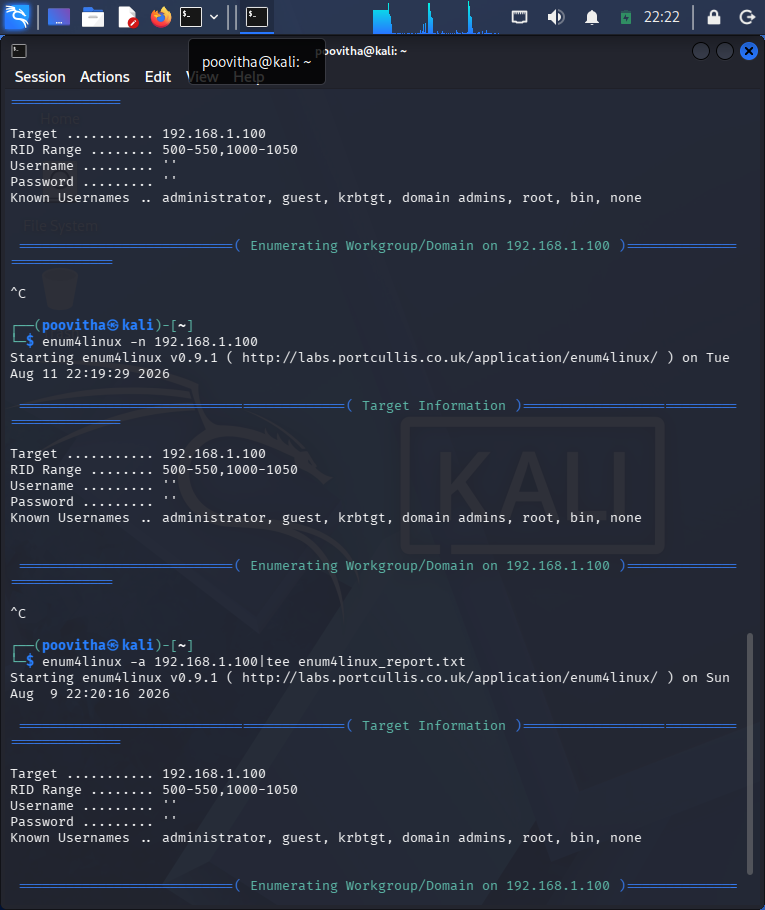 22:22
poovitha@kali: ~
Session Actions Edit View Help
poovitha@kali: ~
Home
Target ........... 192.168.1.100
RID Range ........ 500-550,1000-1050
Username ......... ''
Password ......... ''
Known Usernames .. administrator, guest, krbtgt, domain admins, root, bin, none
File System
( Enumerating Workgroup/Domain on 192.168.1.100 )
^C
┌──(poovitha㉿kali)-[~]
└─$ enum4linux -n 192.168.1.100
Starting enum4linux v0.9.1 ( http://labs.portcullis.co.uk/application/enum4linux/ ) on Tue
Aug 11 22:19:29 2026
( Target Information )
Target ........... 192.168.1.100
RID Range ........ 500-550,1000-1050
Username ......... ''
Password ......... ''
Known Usernames .. administrator, guest, krbtgt, domain admins, root, bin, none
KALI
( Enumerating Workgroup/Domain on 192.168.1.100 )
^C
┌──(poovitha㉿kali)-[~]
└─$ enum4linux -a 192.168.1.100|tee enum4linux_report.txt
Starting enum4linux v0.9.1 ( http://labs.portcullis.co.uk/application/enum4linux/ ) on Sun
Aug  9 22:20:16 2026
( Target Information )
Target ........... 192.168.1.100
RID Range ........ 500-550,1000-1050
Username ......... ''
Password ......... ''
Known Usernames .. administrator, guest, krbtgt, domain admins, root, bin, none
( Enumerating Workgroup/Domain on 192.168.1.100 )